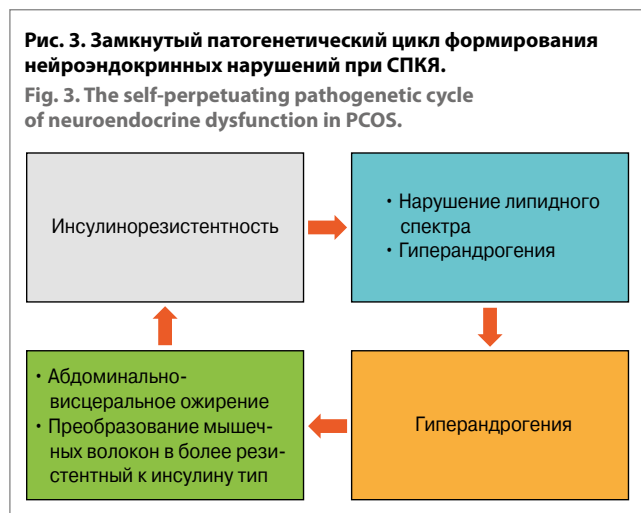 Рис. 3. Замкнутый патогенетический цикл формирования
нейроэндокринных нарушений при СПКЯ.
Fig. 3. The self-perpetuating pathogenetic cycle
of neuroendocrine dysfunction in PCOS.
Инсулинорезистентность
• Нарушение липидного
спектра
• Гиперандрогения
• Абдоминально-
висцеральное ожирение
• Преобразование мышеч-
ных волокон в более рези-
стентный к инсулину тип
Гиперандрогения